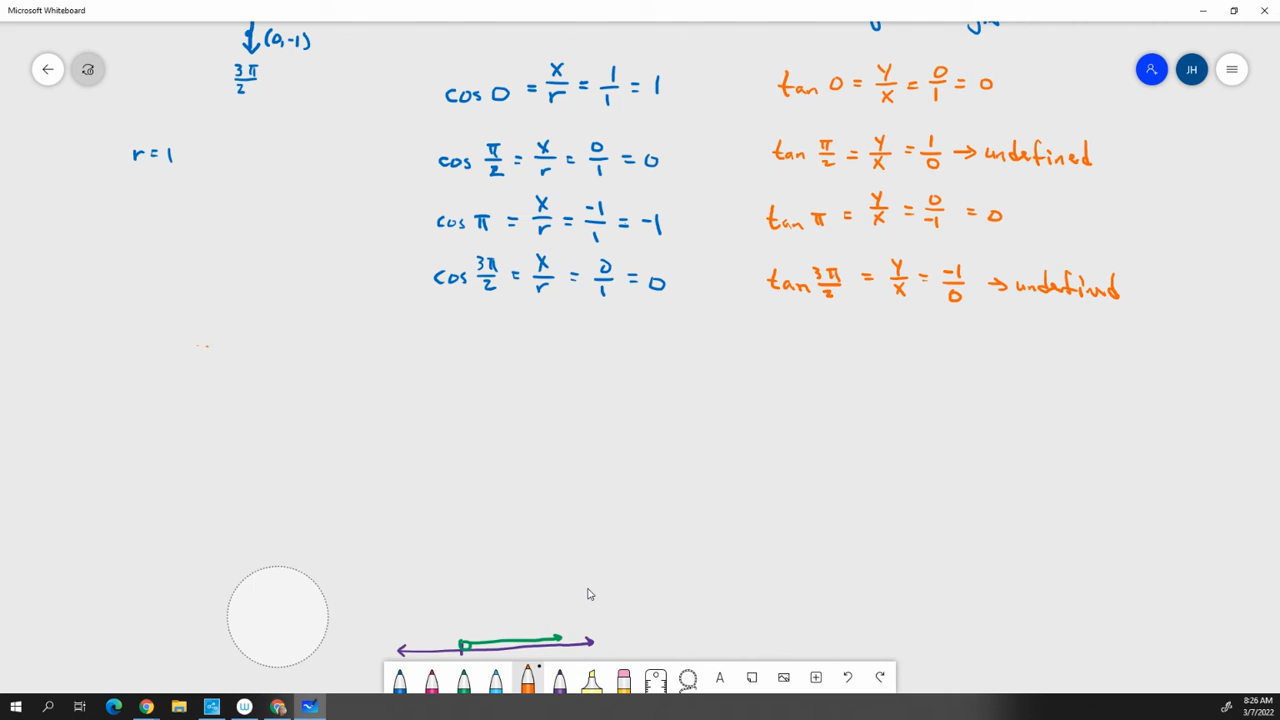 Microsoft Whiteboard
(0,-1)
3π/2
r = 1
cos 0 = x/r = 1/1 = 1
cos π/2 = x/r = 0/1 = 0
cos π = x/r = -1/1 = -1
cos 3π/2 = x/r = 0/1 = 0
tan 0 = y/x = 0/1 = 0
tan π/2 = y/x = 1/0 → undefined
tan π = y/x = 0/-1 = 0
tan 3π/2 = y/x = -1/0 → undefined
JH
A
W
8:26 AM
3/7/2022